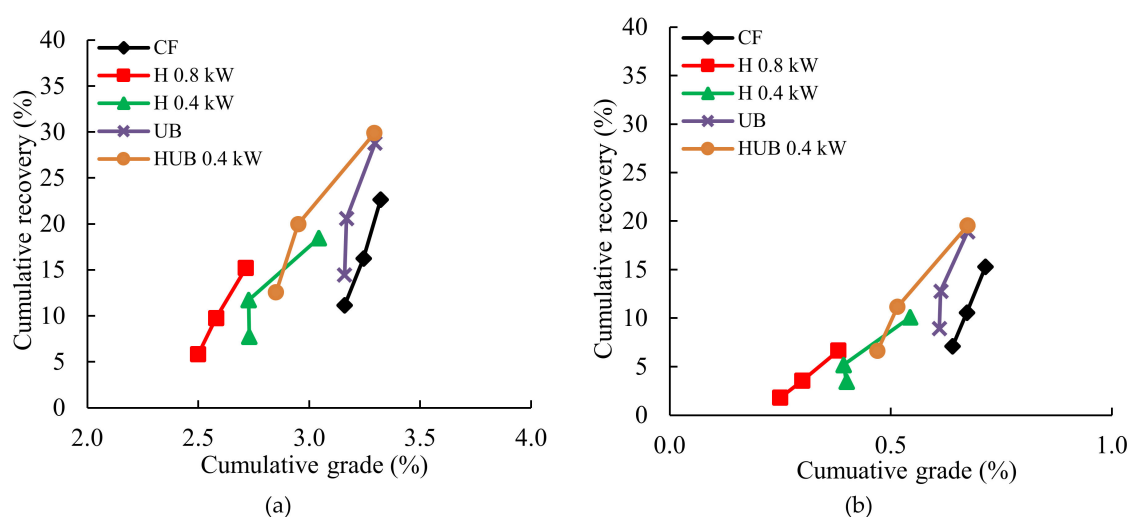 (a)
40
35
30
25
20
15
10
5
0
Cumulative recovery (%)
CF
H 0.8 kW
H 0.4 kW
UB
HUB 0.4 kW
2.0 2.5 3.0 3.5 4.0
Cumulative grade (%)
(a)
(b)
40
35
30
25
20
15
10
5
0
Cumulative recovery (%)
CF
H 0.8 kW
H 0.4 kW
UB
HUB 0.4 kW
0.0 0.5 1.0
Cumuative grade (%)
(b)